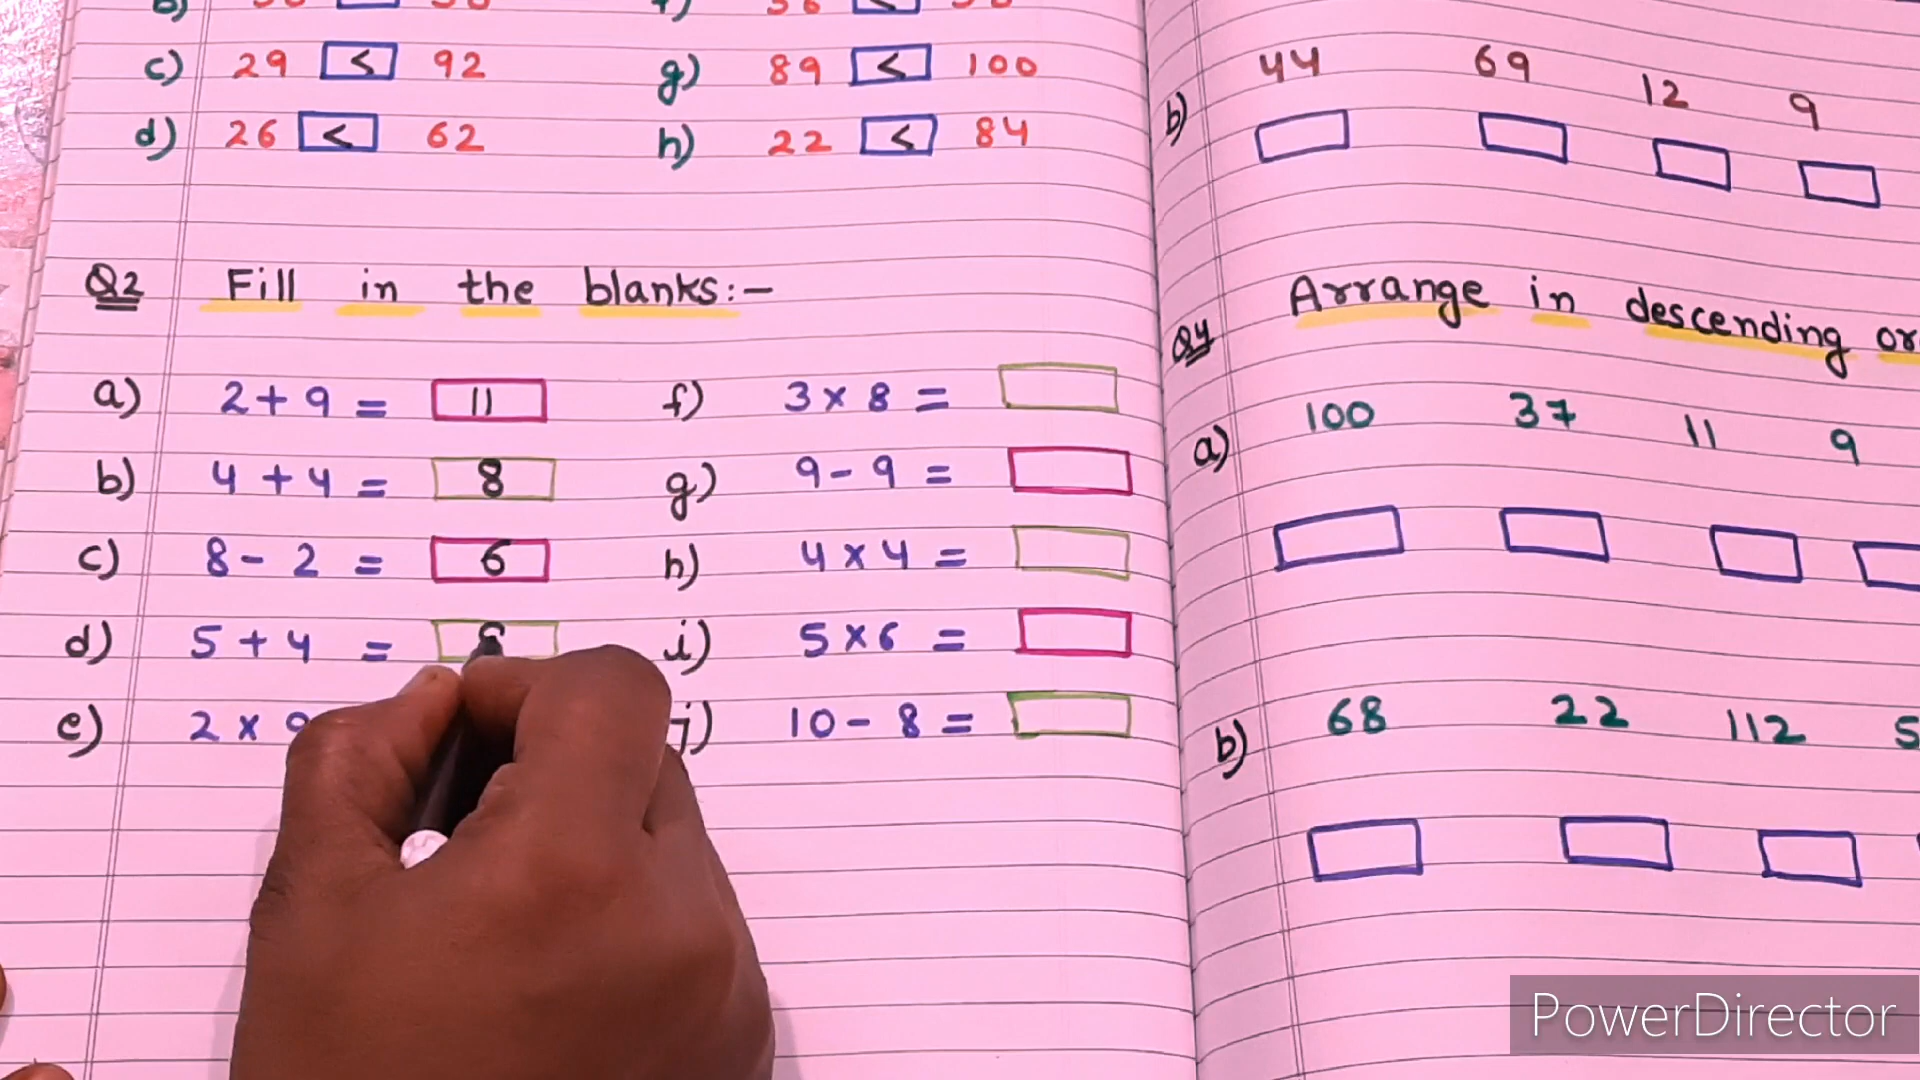 c) 29 < 92 g) 89 < 100
d) 26 < 62 h) 22 < 84
Q2 Fill in the blanks:-
a) 2 + 9 = 11 f) 3 × 8 =
b) 4 + 4 = 8 g) 9 - 9 =
c) 8 - 2 = 6 h) 4 × 4 =
d) 5 + 4 = i) 5 × 6 =
e) 2 × j) 10 - 8 =
b) 44 69 12 9
Q4 Arrange in descending
a) 100 37 11 9
b) 68 22 112
PowerDirector